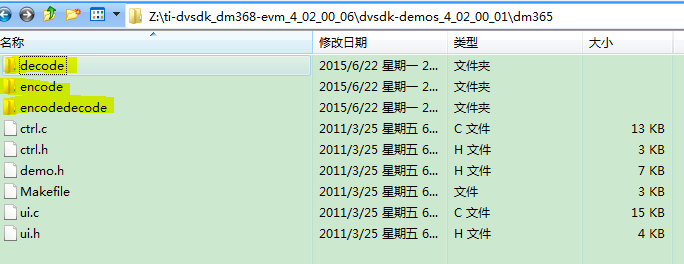 Z:\ti-dvsdk_dm368-evm_4_02_00_06\dvsdk-demos_4_02_00_01\dm365
名称 修改日期 类型 大小
decode 2015/6/22 星期一 2... 文件夹
encode 2015/6/22 星期一 2... 文件夹
encodedecode 2015/6/22 星期一 2... 文件夹
ctrl.c 2011/3/25 星期五 6... C 文件 13 KB
ctrl.h 2011/3/25 星期五 6... H 文件 3 KB
demo.h 2011/3/25 星期五 6... H 文件 7 KB
Makefile 2011/3/25 星期五 6... 文件 3 KB
ui.c 2011/3/25 星期五 6... C 文件 15 KB
ui.h 2011/3/25 星期五 6... H 文件 4 KB